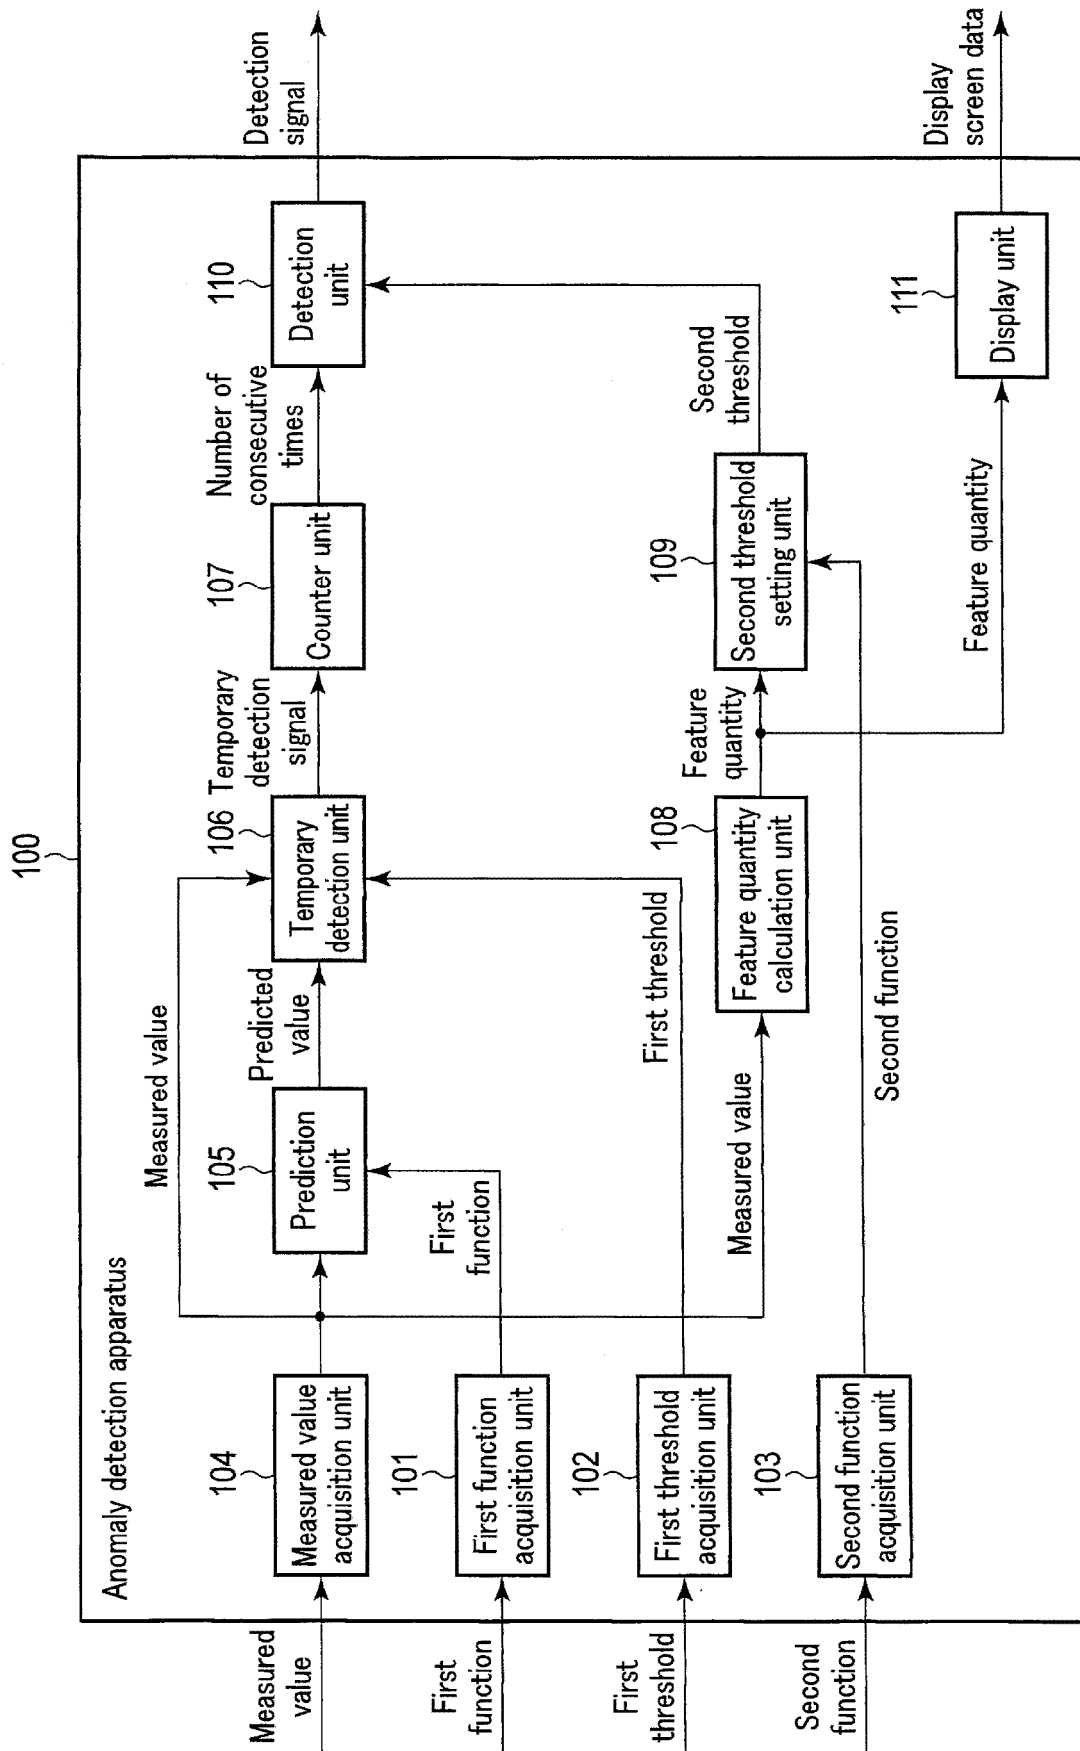 100
Anomaly detection apparatus
Measured
value
104
Measured value
acquisition unit
Measured value
105
Prediction
unit
Predicted
value
106
Temporary
detection unit
Temporary
detection
signal
107
Counter unit
Number of
consecutive
times
110
Detection
unit
Detection
signal
First
function
101
First function
acquisition unit
First
function
First
threshold
102
First threshold
acquisition unit
First threshold
Measured value
108
Feature quantity
calculation unit
Feature
quantity
109
Second threshold
setting unit
Second
threshold
Second
function
103
Second function
acquisition unit
Second function
Feature quantity
111
Display unit
Display
screen data